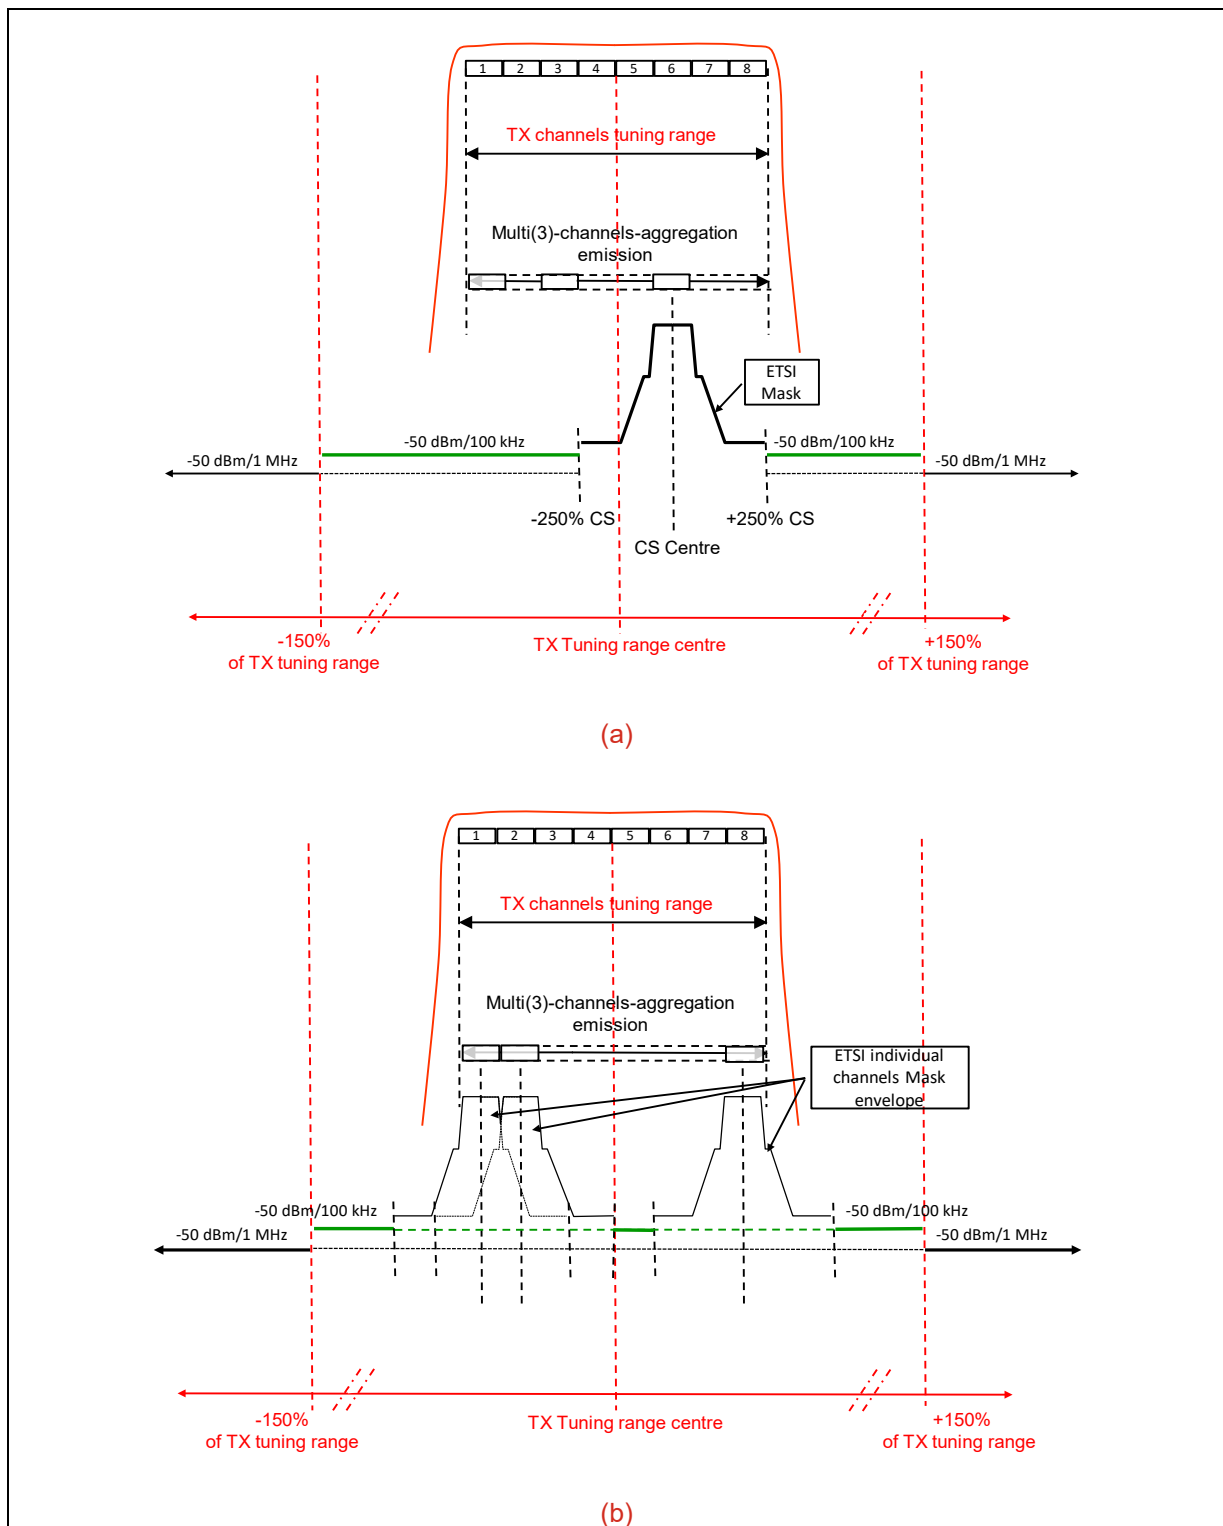 1 2 3 4 5 6 7 8
TX channels tuning range
Multi(3)-channels-aggregation
emission
ETSI
Mask
-50 dBm/1 MHz
-50 dBm/100 kHz
-50 dBm/100 kHz
-50 dBm/1 MHz
-250% CS
+250% CS
CS Centre
-150%
of TX tuning range
TX Tuning range centre
+150%
of TX tuning range
(a)
1 2 3 4 5 6 7 8
TX channels tuning range
Multi(3)-channels-aggregation
emission
ETSI individual
channels Mask
envelope
-50 dBm/1 MHz
-50 dBm/100 kHz
-50 dBm/100 kHz
-50 dBm/1 MHz
-150%
of TX tuning range
TX Tuning range centre
+150%
of TX tuning range
(b)